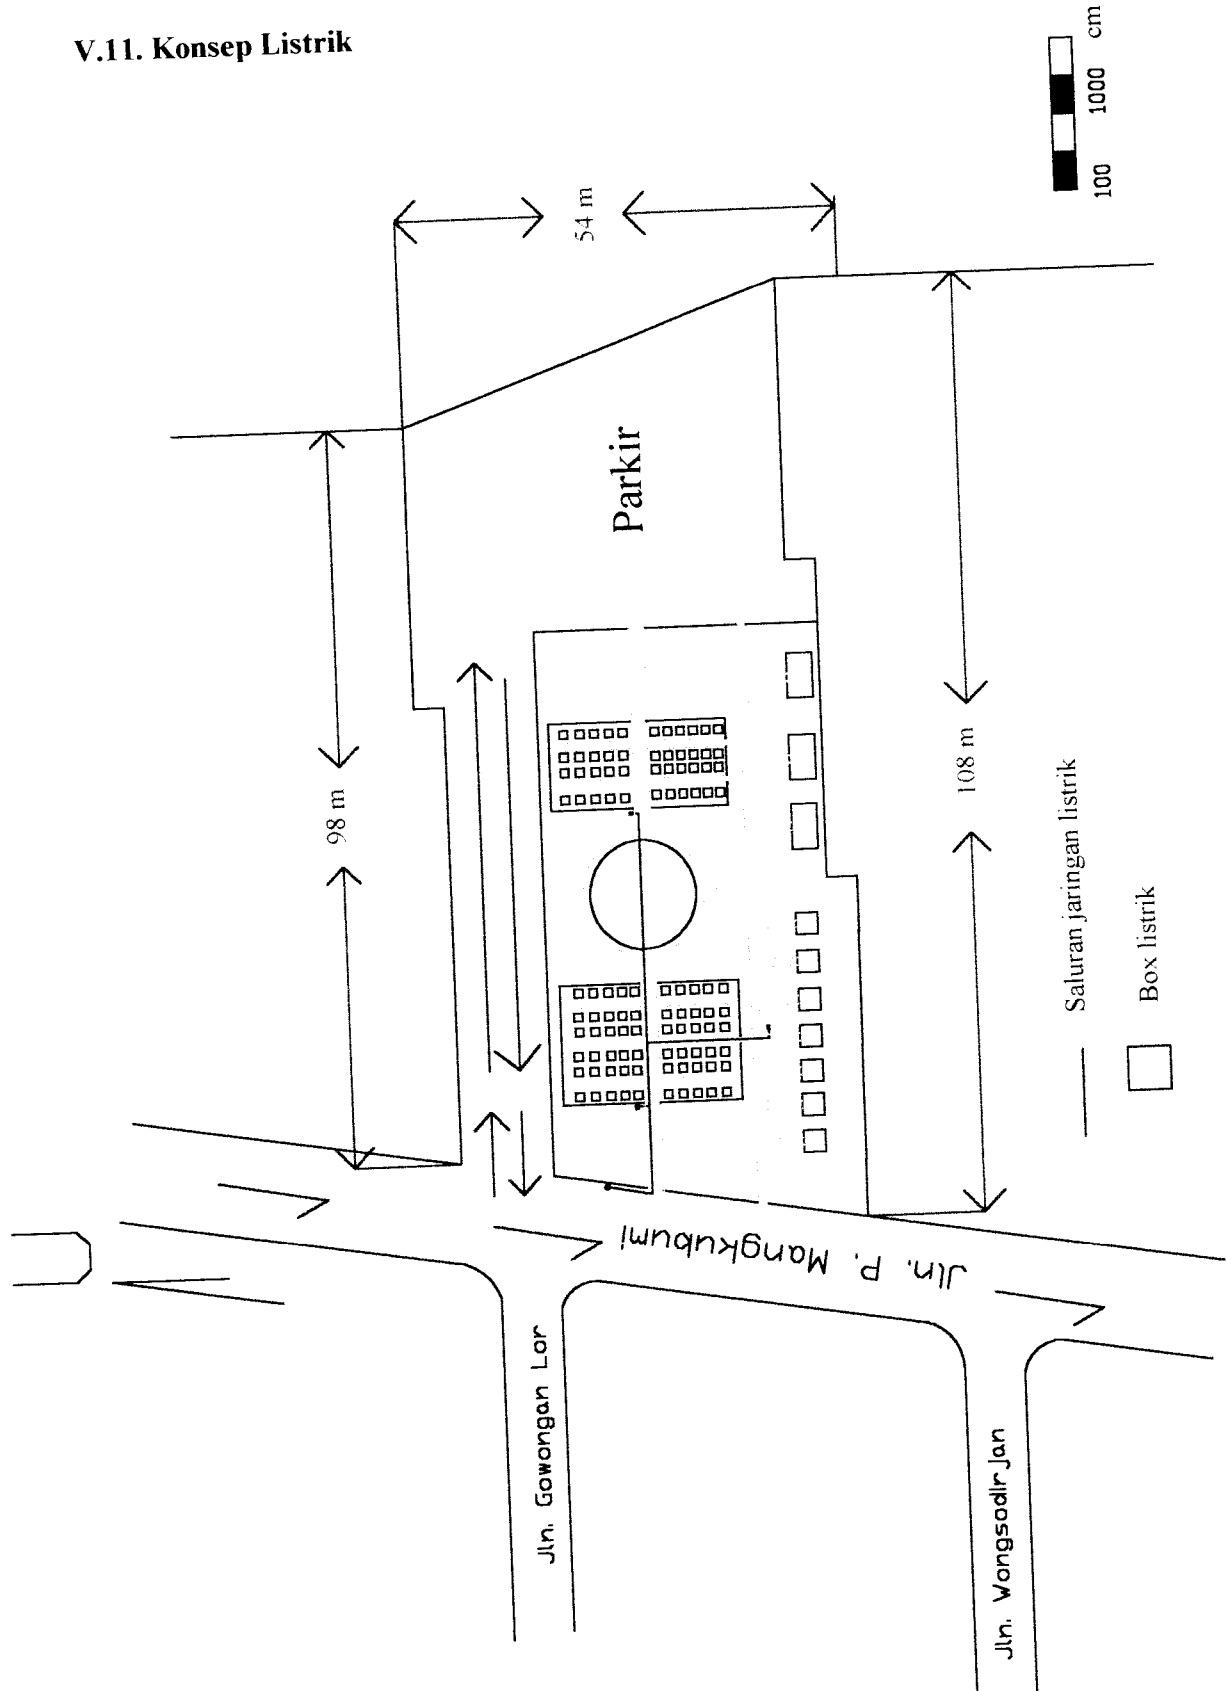 V.11. Konsep Listrik
cm
1000
100
54 m
98 m
Parkir
108 m
Saluran jaringan listrik
Box listrik
Jln. P. Mangkubumi
Jln. Gowongan Lor
Jln. Wongsodirjan